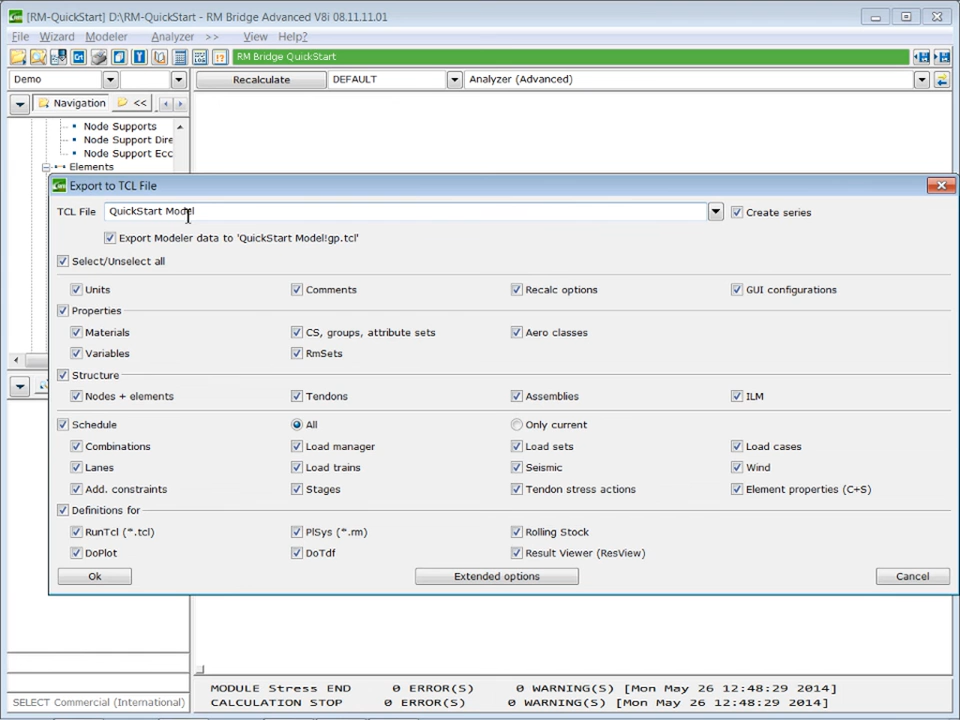 [RM-QuickStart] D:\RM-QuickStart - RM Bridge Advanced V8i 08.11.11.01
File Wizard Modeler Analyzer >> View Help?
RM Bridge QuickStart
Demo Recalculate DEFAULT Analyzer (Advanced)
Navigation <<
Node Supports
Node Support Dire
Node Support Ecc
Elements
Export to TCL File
TCL File QuickStart Model Create series
Export Modeler data to 'QuickStart Model!gp.tcl'
Select/Unselect all
Units Comments Recalc options GUI configurations
Properties
Materials CS, groups, attribute sets Aero classes
Variables RmSets
Structure
Nodes + elements Tendons Assemblies ILM
Schedule All Only current
Combinations Load manager Load sets Load cases
Lanes Load trains Seismic Wind
Add. constraints Stages Tendon stress actions Element properties (C+S)
Definitions for
RunTcl (*.tcl) PlSys (*.rm) Rolling Stock
DoPlot DoTdf Result Viewer (ResView)
Ok Extended options Cancel
MODULE Stress END 0 ERROR(S) 0 WARNING(S) [Mon May 26 12:48:29 2014]
CALCULATION STOP 0 ERROR(S) 0 WARNING(S) [Mon May 26 12:48:29 2014]
SELECT Commercial (International)